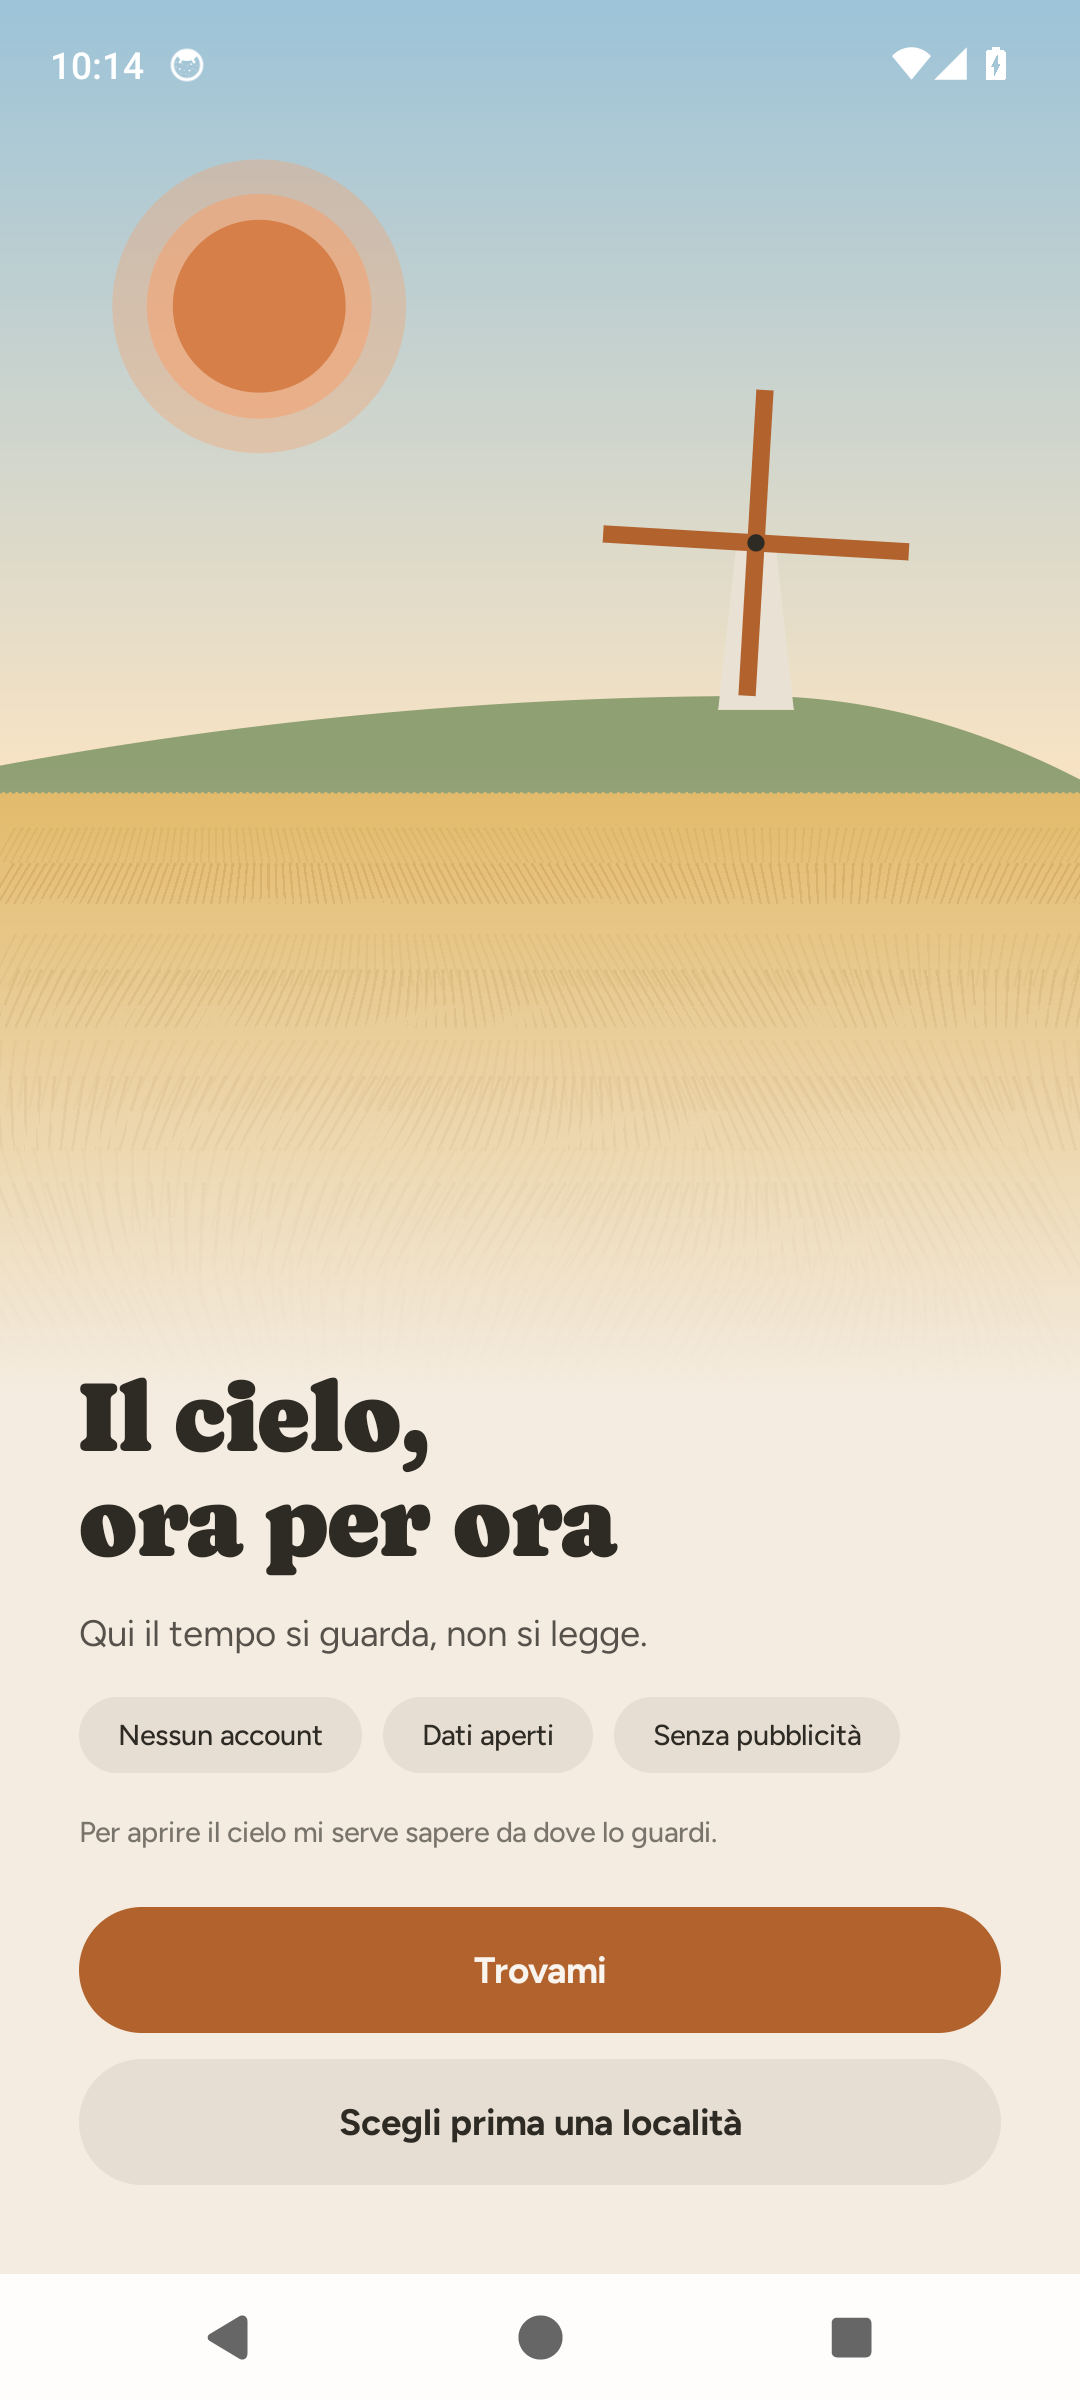 10:14
Il cielo,
ora per ora
Qui il tempo si guarda, non si legge.
Nessun account
Dati aperti
Senza pubblicità
Per aprire il cielo mi serve sapere da dove lo guardi.
Trovami
Scegli prima una località